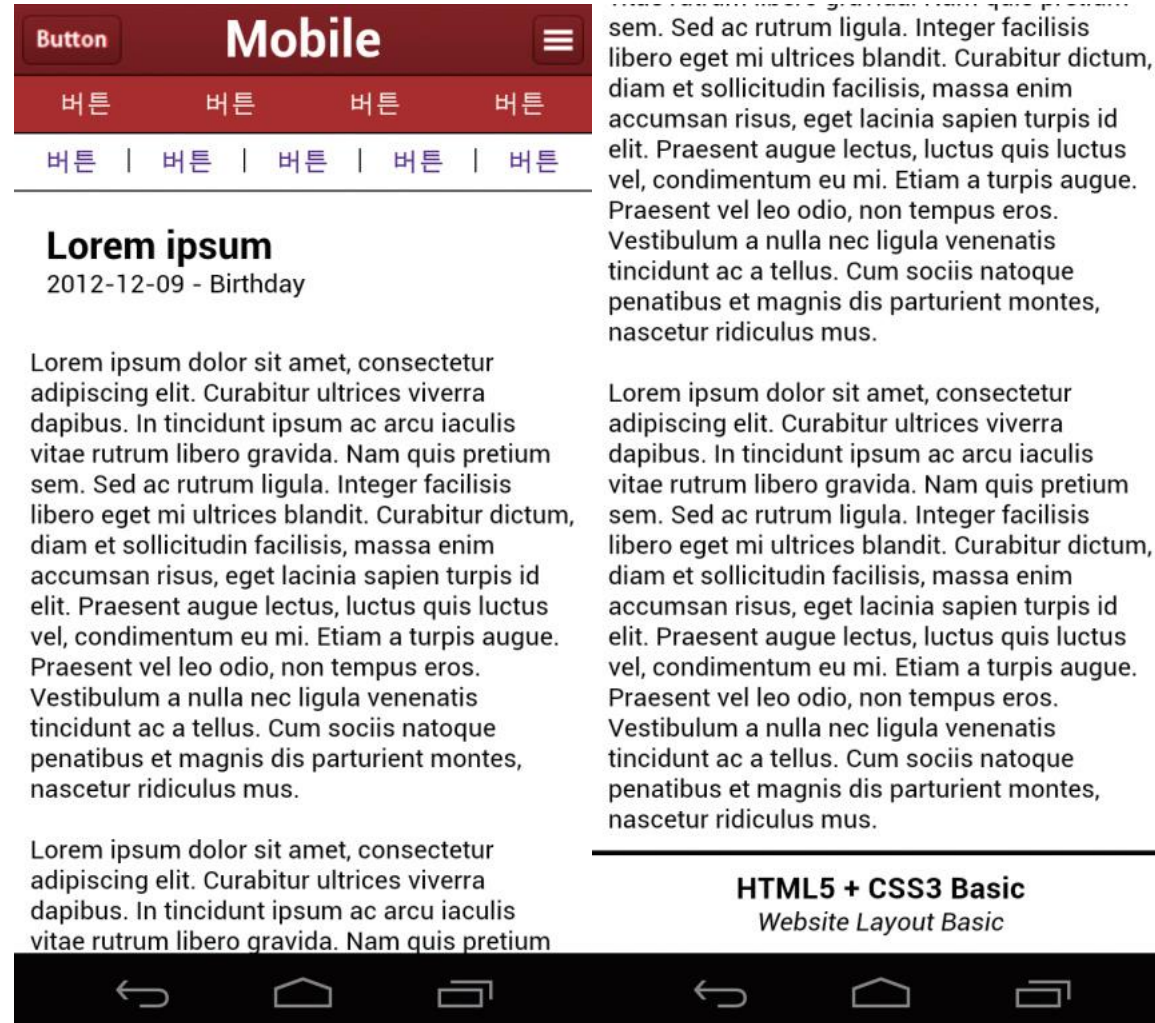 Button
Mobile
버튼 버튼 버튼 버튼
버튼 | 버튼 | 버튼 | 버튼 | 버튼
Lorem ipsum
2012-12-09 - Birthday
Lorem ipsum dolor sit amet, consectetur
adipiscing elit. Curabitur ultrices viverra
dapibus. In tincidunt ipsum ac arcu iaculis
vitae rutrum libero gravida. Nam quis pretium
sem. Sed ac rutrum ligula. Integer facilisis
libero eget mi ultrices blandit. Curabitur dictum,
diam et sollicitudin facilisis, massa enim
accumsan risus, eget lacinia sapien turpis id
elit. Praesent augue lectus, luctus quis luctus
vel, condimentum eu mi. Etiam a turpis augue.
Praesent vel leo odio, non tempus eros.
Vestibulum a nulla nec ligula venenatis
tincidunt ac a tellus. Cum sociis natoque
penatibus et magnis dis parturient montes,
nascetur ridiculus mus.
Lorem ipsum dolor sit amet, consectetur
adipiscing elit. Curabitur ultrices viverra
dapibus. In tincidunt ipsum ac arcu iaculis
vitae rutrum libero gravida. Nam quis pretium
sem. Sed ac rutrum ligula. Integer facilisis
libero eget mi ultrices blandit. Curabitur dictum,
diam et sollicitudin facilisis, massa enim
accumsan risus, eget lacinia sapien turpis id
elit. Praesent augue lectus, luctus quis luctus
vel, condimentum eu mi. Etiam a turpis augue.
Praesent vel leo odio, non tempus eros.
Vestibulum a nulla nec ligula venenatis
tincidunt ac a tellus. Cum sociis natoque
penatibus et magnis dis parturient montes,
nascetur ridiculus mus.
Lorem ipsum dolor sit amet, consectetur
adipiscing elit. Curabitur ultrices viverra
dapibus. In tincidunt ipsum ac arcu iaculis
vitae rutrum libero gravida. Nam quis pretium
sem. Sed ac rutrum ligula. Integer facilisis
libero eget mi ultrices blandit. Curabitur dictum,
diam et sollicitudin facilisis, massa enim
accumsan risus, eget lacinia sapien turpis id
elit. Praesent augue lectus, luctus quis luctus
vel, condimentum eu mi. Etiam a turpis augue.
Praesent vel leo odio, non tempus eros.
Vestibulum a nulla nec ligula venenatis
tincidunt ac a tellus. Cum sociis natoque
penatibus et magnis dis parturient montes,
nascetur ridiculus mus.
HTML5 + CSS3 Basic
Website Layout Basic